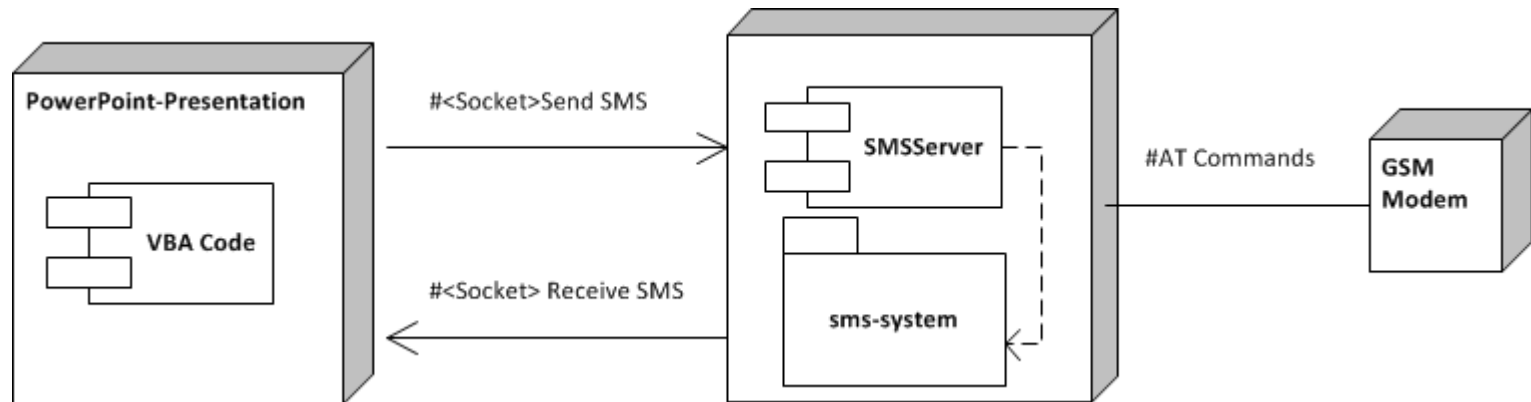 PowerPoint-Presentation
VBA Code
#<Socket>Send SMS
#<Socket> Receive SMS
SMSServer
sms-system
#AT Commands
GSM
Modem